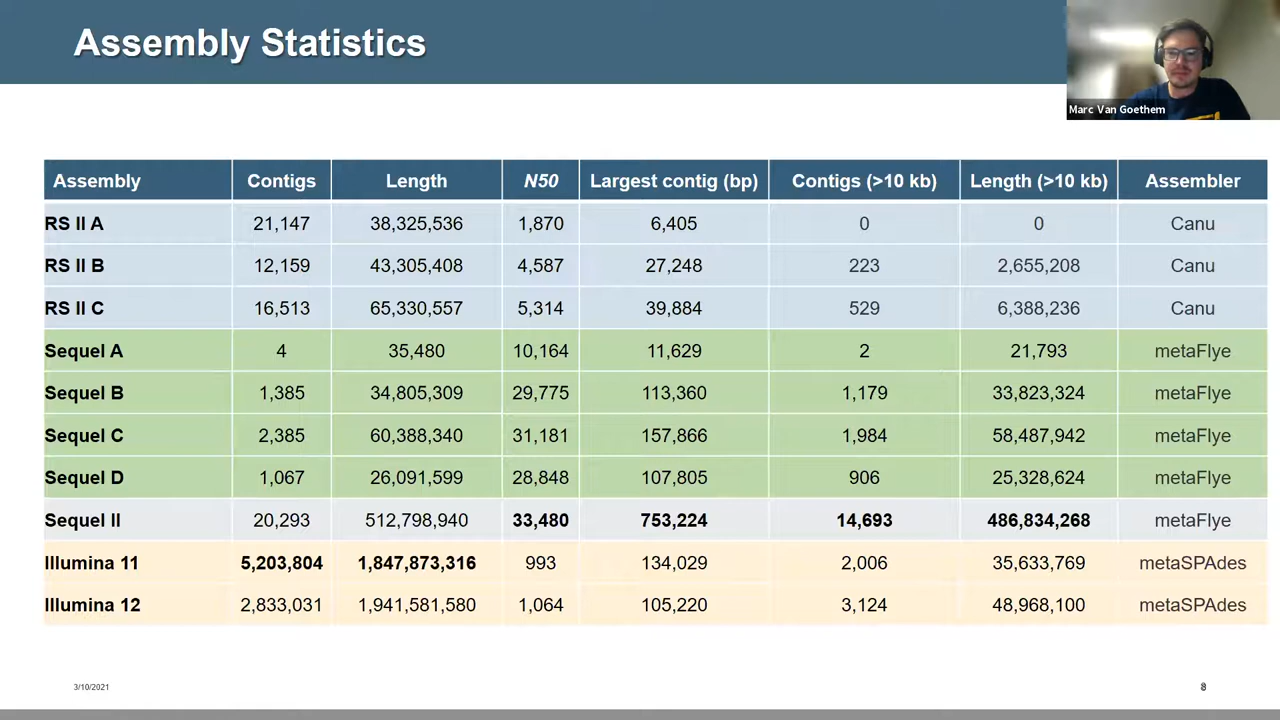 Assembly Statistics
Marc Van Goethem
Assembly Contigs Length N50 Largest contig (bp) Contigs (>10 kb) Length (>10 kb) Assembler
RS II A 21,147 38,325,536 1,870 6,405 0 0 Canu
RS II B 12,159 43,305,408 4,587 27,248 223 2,655,208 Canu
RS II C 16,513 65,330,557 5,314 39,884 529 6,388,236 Canu
Sequel A 4 35,480 10,164 11,629 2 21,793 metaFlye
Sequel B 1,385 34,805,309 29,775 113,360 1,179 33,823,324 metaFlye
Sequel C 2,385 60,388,340 31,181 157,866 1,984 58,487,942 metaFlye
Sequel D 1,067 26,091,599 28,848 107,805 906 25,328,624 metaFlye
Sequel II 20,293 512,798,940 33,480 753,224 14,693 486,834,268 metaFlye
Illumina 11 5,203,804 1,847,873,316 993 134,029 2,006 35,633,769 metaSPAdes
Illumina 12 2,833,031 1,941,581,580 1,064 105,220 3,124 48,968,100 metaSPAdes
3/10/2021 8